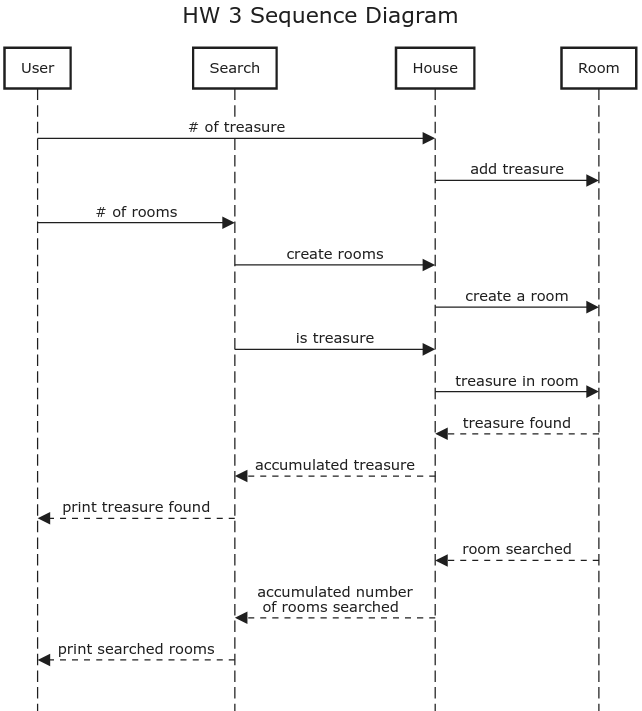 HW 3 Sequence Diagram
User
Search
House
Room
# of treasure
add treasure
# of rooms
create rooms
create a room
is treasure
treasure in room
treasure found
accumulated treasure
print treasure found
room searched
accumulated number
of rooms searched
print searched rooms